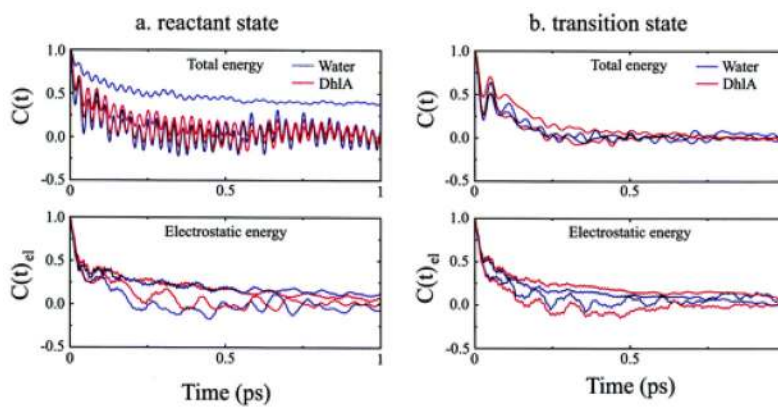 a. reactant state
b. transition state
1.0
0.5
0.0
-0.5
C(t)
Total energy
Water
DhlA
0
0.5
1
1.0
0.5
0.0
-0.5
C(t)
Total energy
Water
DhlA
0
0.5
1.0
0.5
0.0
-0.5
C(t)el
Electrostatic energy
0
0.5
1
1.0
0.5
0.0
-0.5
C(t)el
Electrostatic energy
0
0.5
Time (ps)
Time (ps)